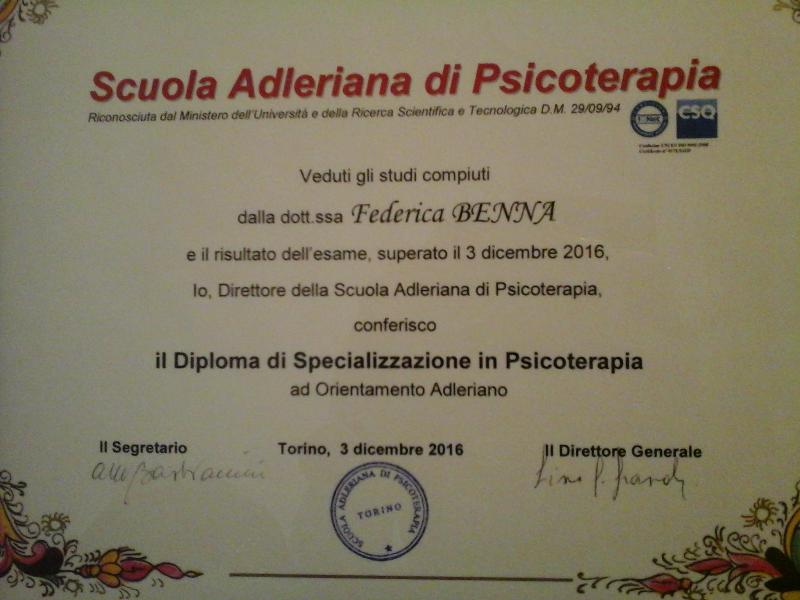 Scuola Adleriana di Psicoterapia
Riconosciuta dal Ministero dell'Università e della Ricerca Scientifica e Tecnologica D.M. 29/09/94
CSQ
Veduti gli studi compiuti
dalla dott.ssa Federica BENNA
e il risultato dell'esame, superato il 3 dicembre 2016,
Io, Direttore della Scuola Adleriana di Psicoterapia,
conferisco
il Diploma di Specializzazione in Psicoterapia
ad Orientamento Adleriano
Il Segretario
Torino, 3 dicembre 2016
Il Direttore Generale
SCUOLA ADLERIANA DI PSICOTERAPIA
TORINO